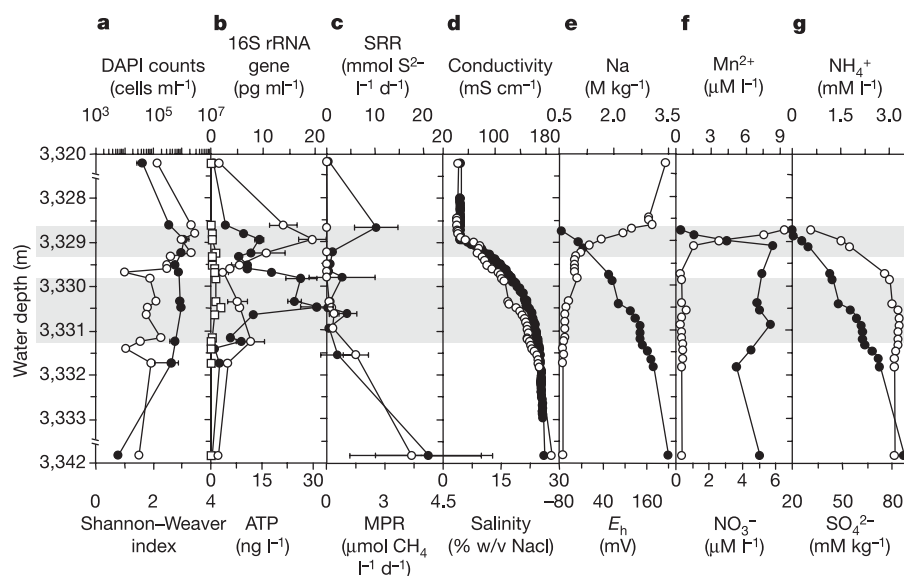 a b c d e f g
16S rRNA SRR Mn2+ NH4+
DAPI counts gene (mmol S2– Conductivity Na
(cells ml–1) (pg ml–1) l–1 d–1) (mS cm–1) (M kg–1) (μM l–1) (mM l–1)
103 105 107 0 10 20 0 6 12 18 20 100 180 0.5 2.0 3.5 0 3 6 9 0 1.5 3.0
3,320
3,328
3,329
3,330
3,331
3,332
3,333
3,342
Water depth (m)
0 2 4 15 30 0 3 4.5 15 –30
–80 40 160 0 2 4 6 20 50 80
Shannon–Weaver ATP MPR Salinity Eh NO3– SO42–
index (ng l–1) (μmol CH4 (% w/v Nacl) (mV) (μM l–1) (mM kg–1)
l–1 d–1)